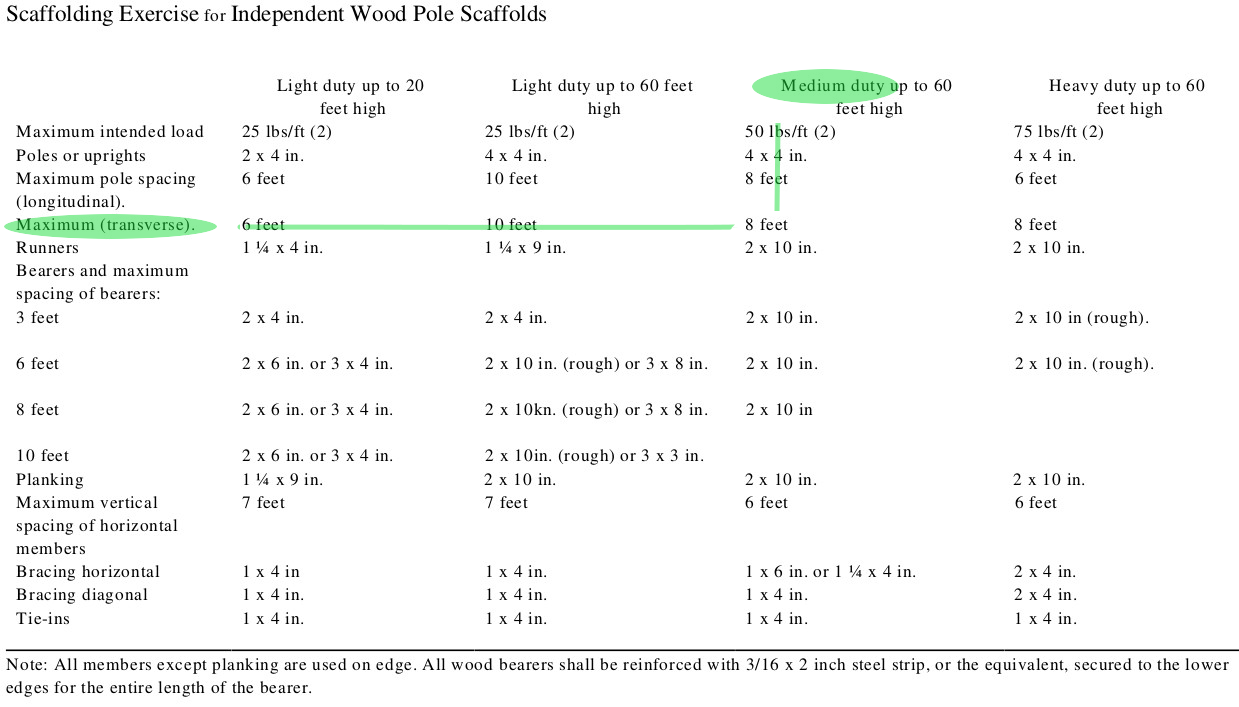 Scaffolding Exercise for Independent Wood Pole Scaffolds
Light duty up to 20 feet high Light duty up to 60 feet high Medium duty up to 60 feet high Heavy duty up to 60 feet high
Maximum intended load 25 lbs/ft (2) 25 lbs/ft (2) 50 lbs/ft (2) 75 lbs/ft (2)
Poles or uprights 2 x 4 in. 4 x 4 in. 4 x 4 in. 4 x 4 in.
Maximum pole spacing 6 feet 10 feet 8 feet 6 feet
(longitudinal).
Maximum (transverse). 6 feet 10 feet 8 feet 8 feet
Runners 1 ¼ x 4 in. 1 ¼ x 9 in. 2 x 10 in. 2 x 10 in.
Bearers and maximum
spacing of bearers:
3 feet 2 x 4 in. 2 x 4 in. 2 x 10 in. 2 x 10 in (rough).
6 feet 2 x 6 in. or 3 x 4 in. 2 x 10 in. (rough) or 3 x 8 in. 2 x 10 in. 2 x 10 in. (rough).
8 feet 2 x 6 in. or 3 x 4 in. 2 x 10kn. (rough) or 3 x 8 in. 2 x 10 in
10 feet 2 x 6 in. or 3 x 4 in. 2 x 10in. (rough) or 3 x 3 in.
Planking 1 ¼ x 9 in. 2 x 10 in. 2 x 10 in. 2 x 10 in.
Maximum vertical 7 feet 7 feet 6 feet 6 feet
spacing of horizontal
members
Bracing horizontal 1 x 4 in 1 x 4 in. 1 x 6 in. or 1 ¼ x 4 in. 2 x 4 in.
Bracing diagonal 1 x 4 in. 1 x 4 in. 1 x 4 in. 2 x 4 in.
Tie-ins 1 x 4 in. 1 x 4 in. 1 x 4 in. 1 x 4 in.
Note: All members except planking are used on edge. All wood bearers shall be reinforced with 3/16 x 2 inch steel strip, or the equivalent, secured to the lower
edges for the entire length of the bearer.